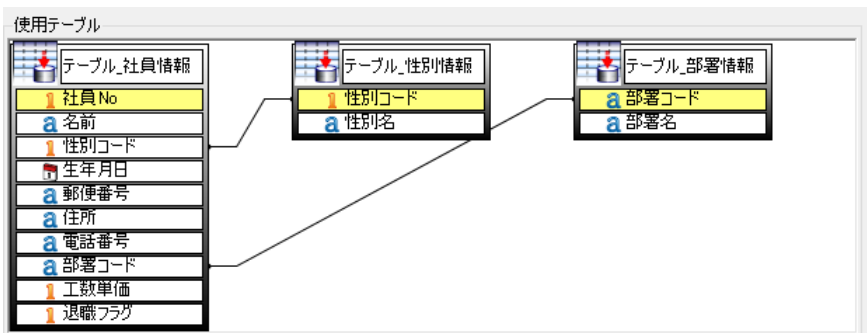 使用テーブル
テーブル_社員情報
社員No
名前
性別コード
生年月日
郵便番号
住所
電話番号
部署コード
工数単価
退職フラグ
テーブル_性別情報
性別コード
性別名
テーブル_部署情報
部署コード
部署名